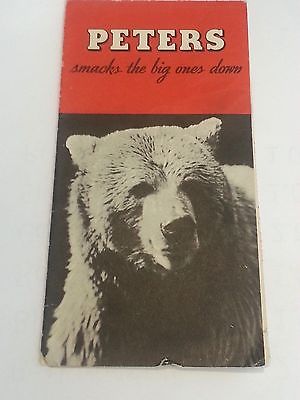 PETERS
smacks the big ones down